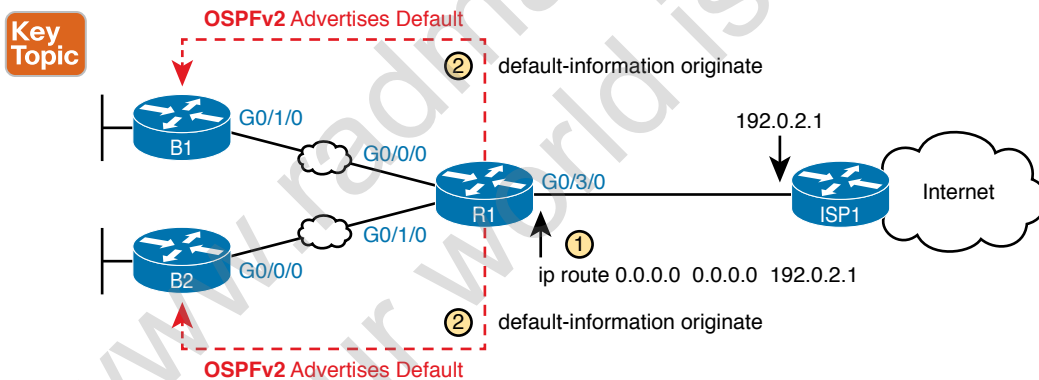 OSPFv2 Advertises Default
Key
Topic
2 default-information originate
B1
G0/1/0
G0/0/0
192.0.2.1
R1
G0/3/0
ISP1
Internet
G0/1/0
B2
G0/0/0
1
ip route 0.0.0.0 0.0.0.0 192.0.2.1
2 default-information originate
OSPFv2 Advertises Default